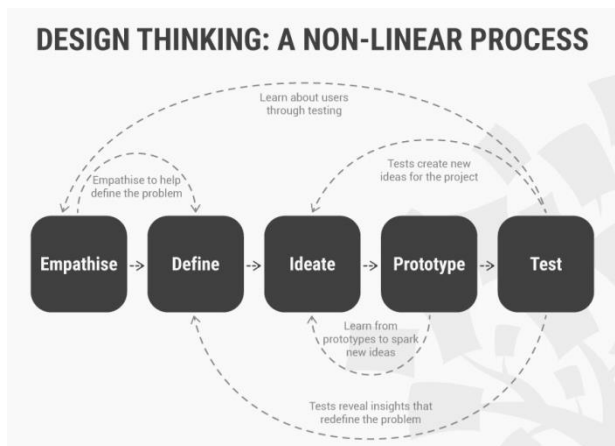 DESIGN THINKING: A NON-LINEAR PROCESS
Learn about users
through testing
Tests create new
ideas for the project
Empathise to help
define the problem
Empathise
Define
Ideate
Prototype
Test
Learn from
prototypes to spark
new ideas
Tests reveal insights that
redefine the problem